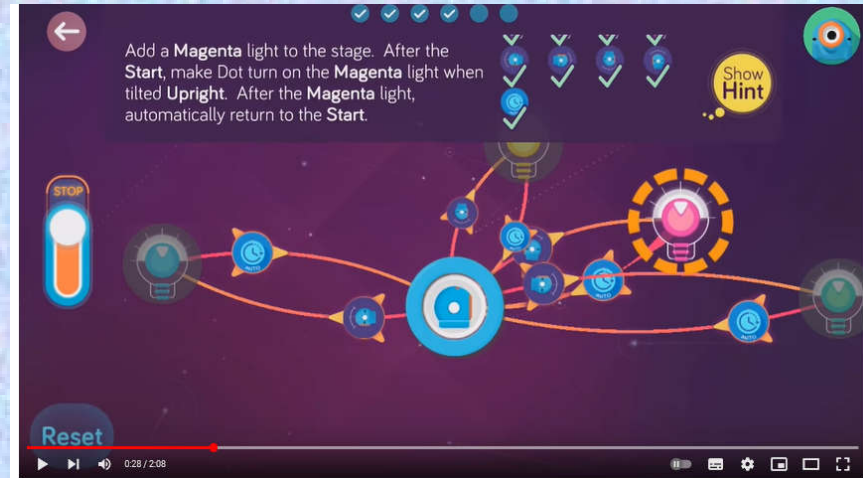 Add a Magenta light to the stage. After the
Start, make Dot turn on the Magenta light when
tilted Upright. After the Magenta light,
automatically return to the Start.
Show
Hint
STOP
AUTO
AUTO
AUTO
Reset
0:28 / 2:08